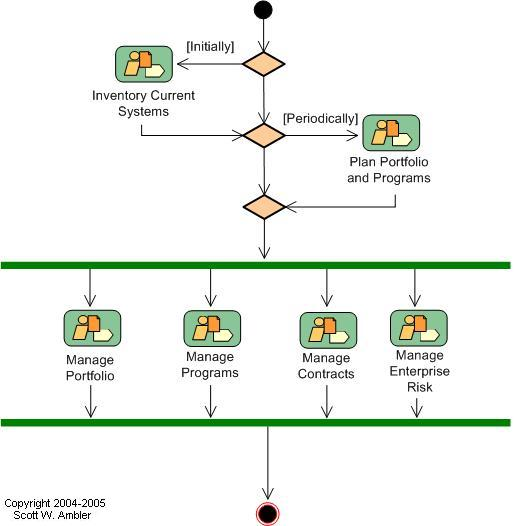 [Initially]
Inventory Current
Systems
[Periodically]
Plan Portfolio
and Programs
Manage
Portfolio
Manage
Programs
Manage
Contracts
Manage
Enterprise
Risk
Copyright 2004-2005
Scott W. Ambler